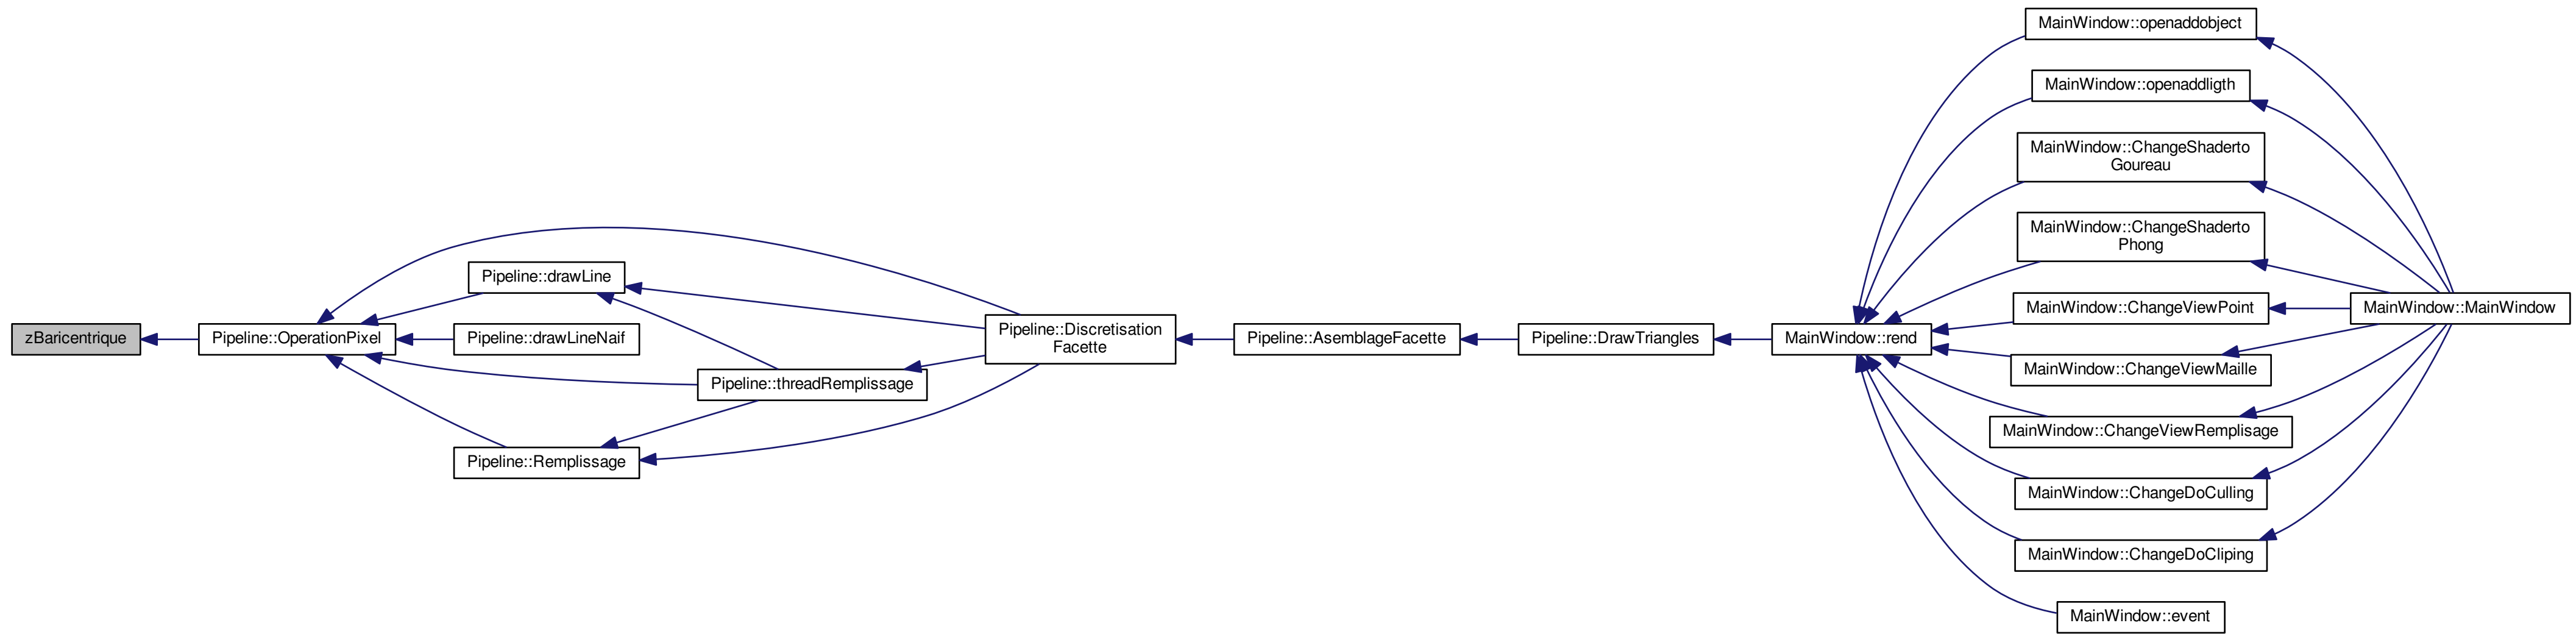 zBaricentrique
Pipeline::OperationPixel
Pipeline::drawLine
Pipeline::drawLineNaif
Pipeline::threadRemplissage
Pipeline::Remplissage
Pipeline::Discretisation
Facette
Pipeline::AsemblageFacette
Pipeline::DrawTriangles
MainWindow::rend
MainWindow::openaddobject
MainWindow::openaddligth
MainWindow::ChangeShaderto
Goureau
MainWindow::ChangeShaderto
Phong
MainWindow::ChangeViewPoint
MainWindow::ChangeViewMaille
MainWindow::ChangeViewRemplisage
MainWindow::ChangeDoCulling
MainWindow::ChangeDoCliping
MainWindow::event
MainWindow::MainWindow